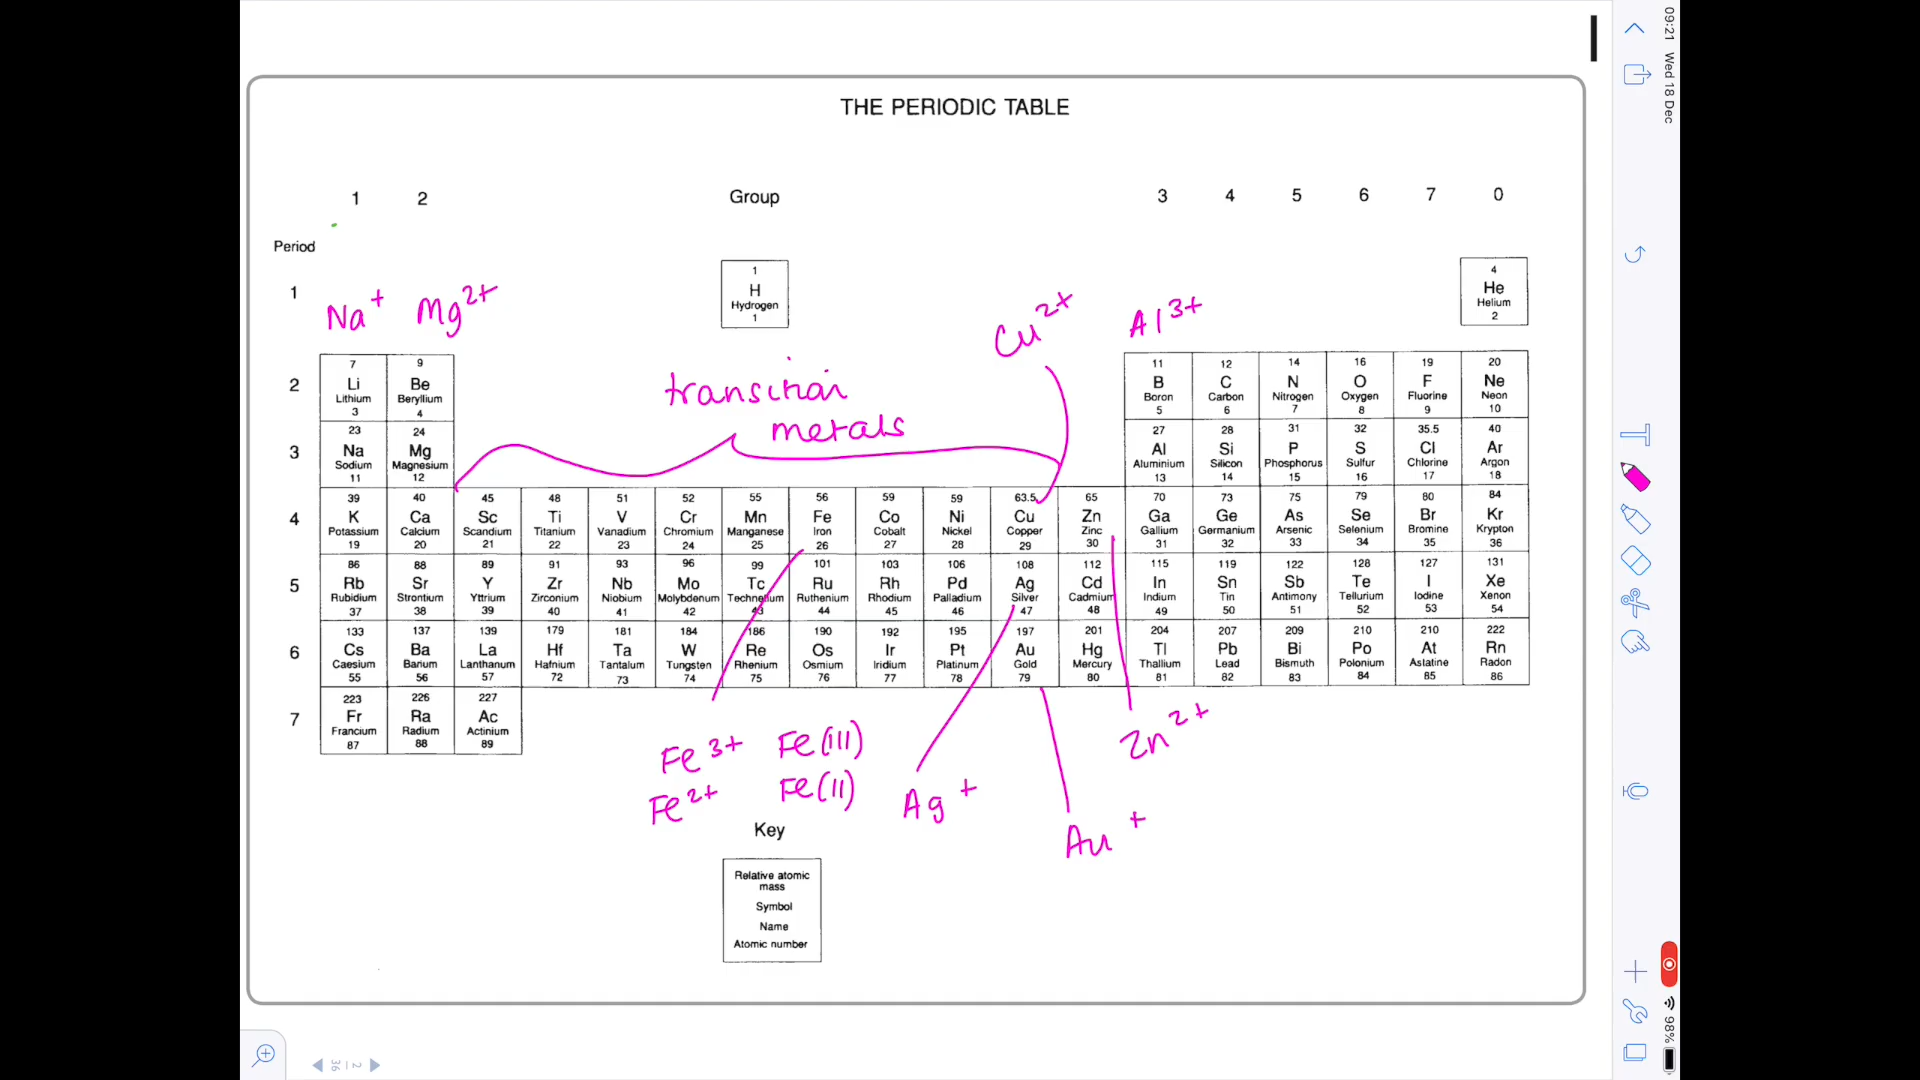 09:21 Wed 18 Dec
THE PERIODIC TABLE
1 2 Group 3 4 5 6 7 0
Period
1
1 H Hydrogen 1
4 He Helium 2
Na+ Mg2+ Cu2+ Al3+
transition
metals
2
7 9 11 12 14 16 19 20
Li Be B C N O F Ne
Lithium Beryllium Boron Carbon Nitrogen Oxygen Fluorine Neon
3 4 5 6 7 8 9 10
3
23 24 27 28 31 32 35.5 40
Na Mg Al Si P S Cl Ar
Sodium Magnesium Aluminium Silicon Phosphorus Sulfur Chlorine Argon
11 12 13 14 15 16 17 18
4
39 40 45 48 51 52 55 56 59 59 63.5 65 70 73 75 79 80 84
K Ca Sc Ti V Cr Mn Fe Co Ni Cu Zn Ga Ge As Se Br Kr
Potassium Calcium Scandium Titanium Vanadium Chromium Manganese Iron Cobalt Nickel Copper Zinc Gallium Germanium Arsenic Selenium Bromine Krypton
19 20 21 22 23 24 25 26 27 28 29 30 31 32 33 34 35 36
5
86 88 89 91 93 96 99 101 103 106 108 112 115 119 122 128 127 131
Rb Sr Y Zr Nb Mo Tc Ru Rh Pd Ag Cd In Sn Sb Te I Xe
Rubidium Strontium Yttrium Zirconium Niobium Molybdenum Technetium Ruthenium Rhodium Palladium Silver Cadmium Indium Tin Antimony Tellurium Iodine Xenon
37 38 39 40 41 42 43 44 45 46 47 48 49 50 51 52 53 54
6
133 137 139 179 181 184 186 190 192 195 197 201 204 207 209 210 210 222
Cs Ba La Hf Ta W Re Os Ir Pt Au Hg Tl Pb Bi Po At Rn
Caesium Barium Lanthanum Hafnium Tantalum Tungsten Rhenium Osmium Iridium Platinum Gold Mercury Thallium Lead Bismuth Polonium Astatine Radon
55 56 57 72 73 74 75 76 77 78 79 80 81 82 83 84 85 86
7
223 226 227
Fr Ra Ac
Francium Radium Actinium
87 88 89
Fe3+ Fe(III) Zn2+
Fe2+ Fe(II) Ag+
Au+
Key
Relative atomic
mass
Symbol
Name
Atomic number
2 | 36
98%